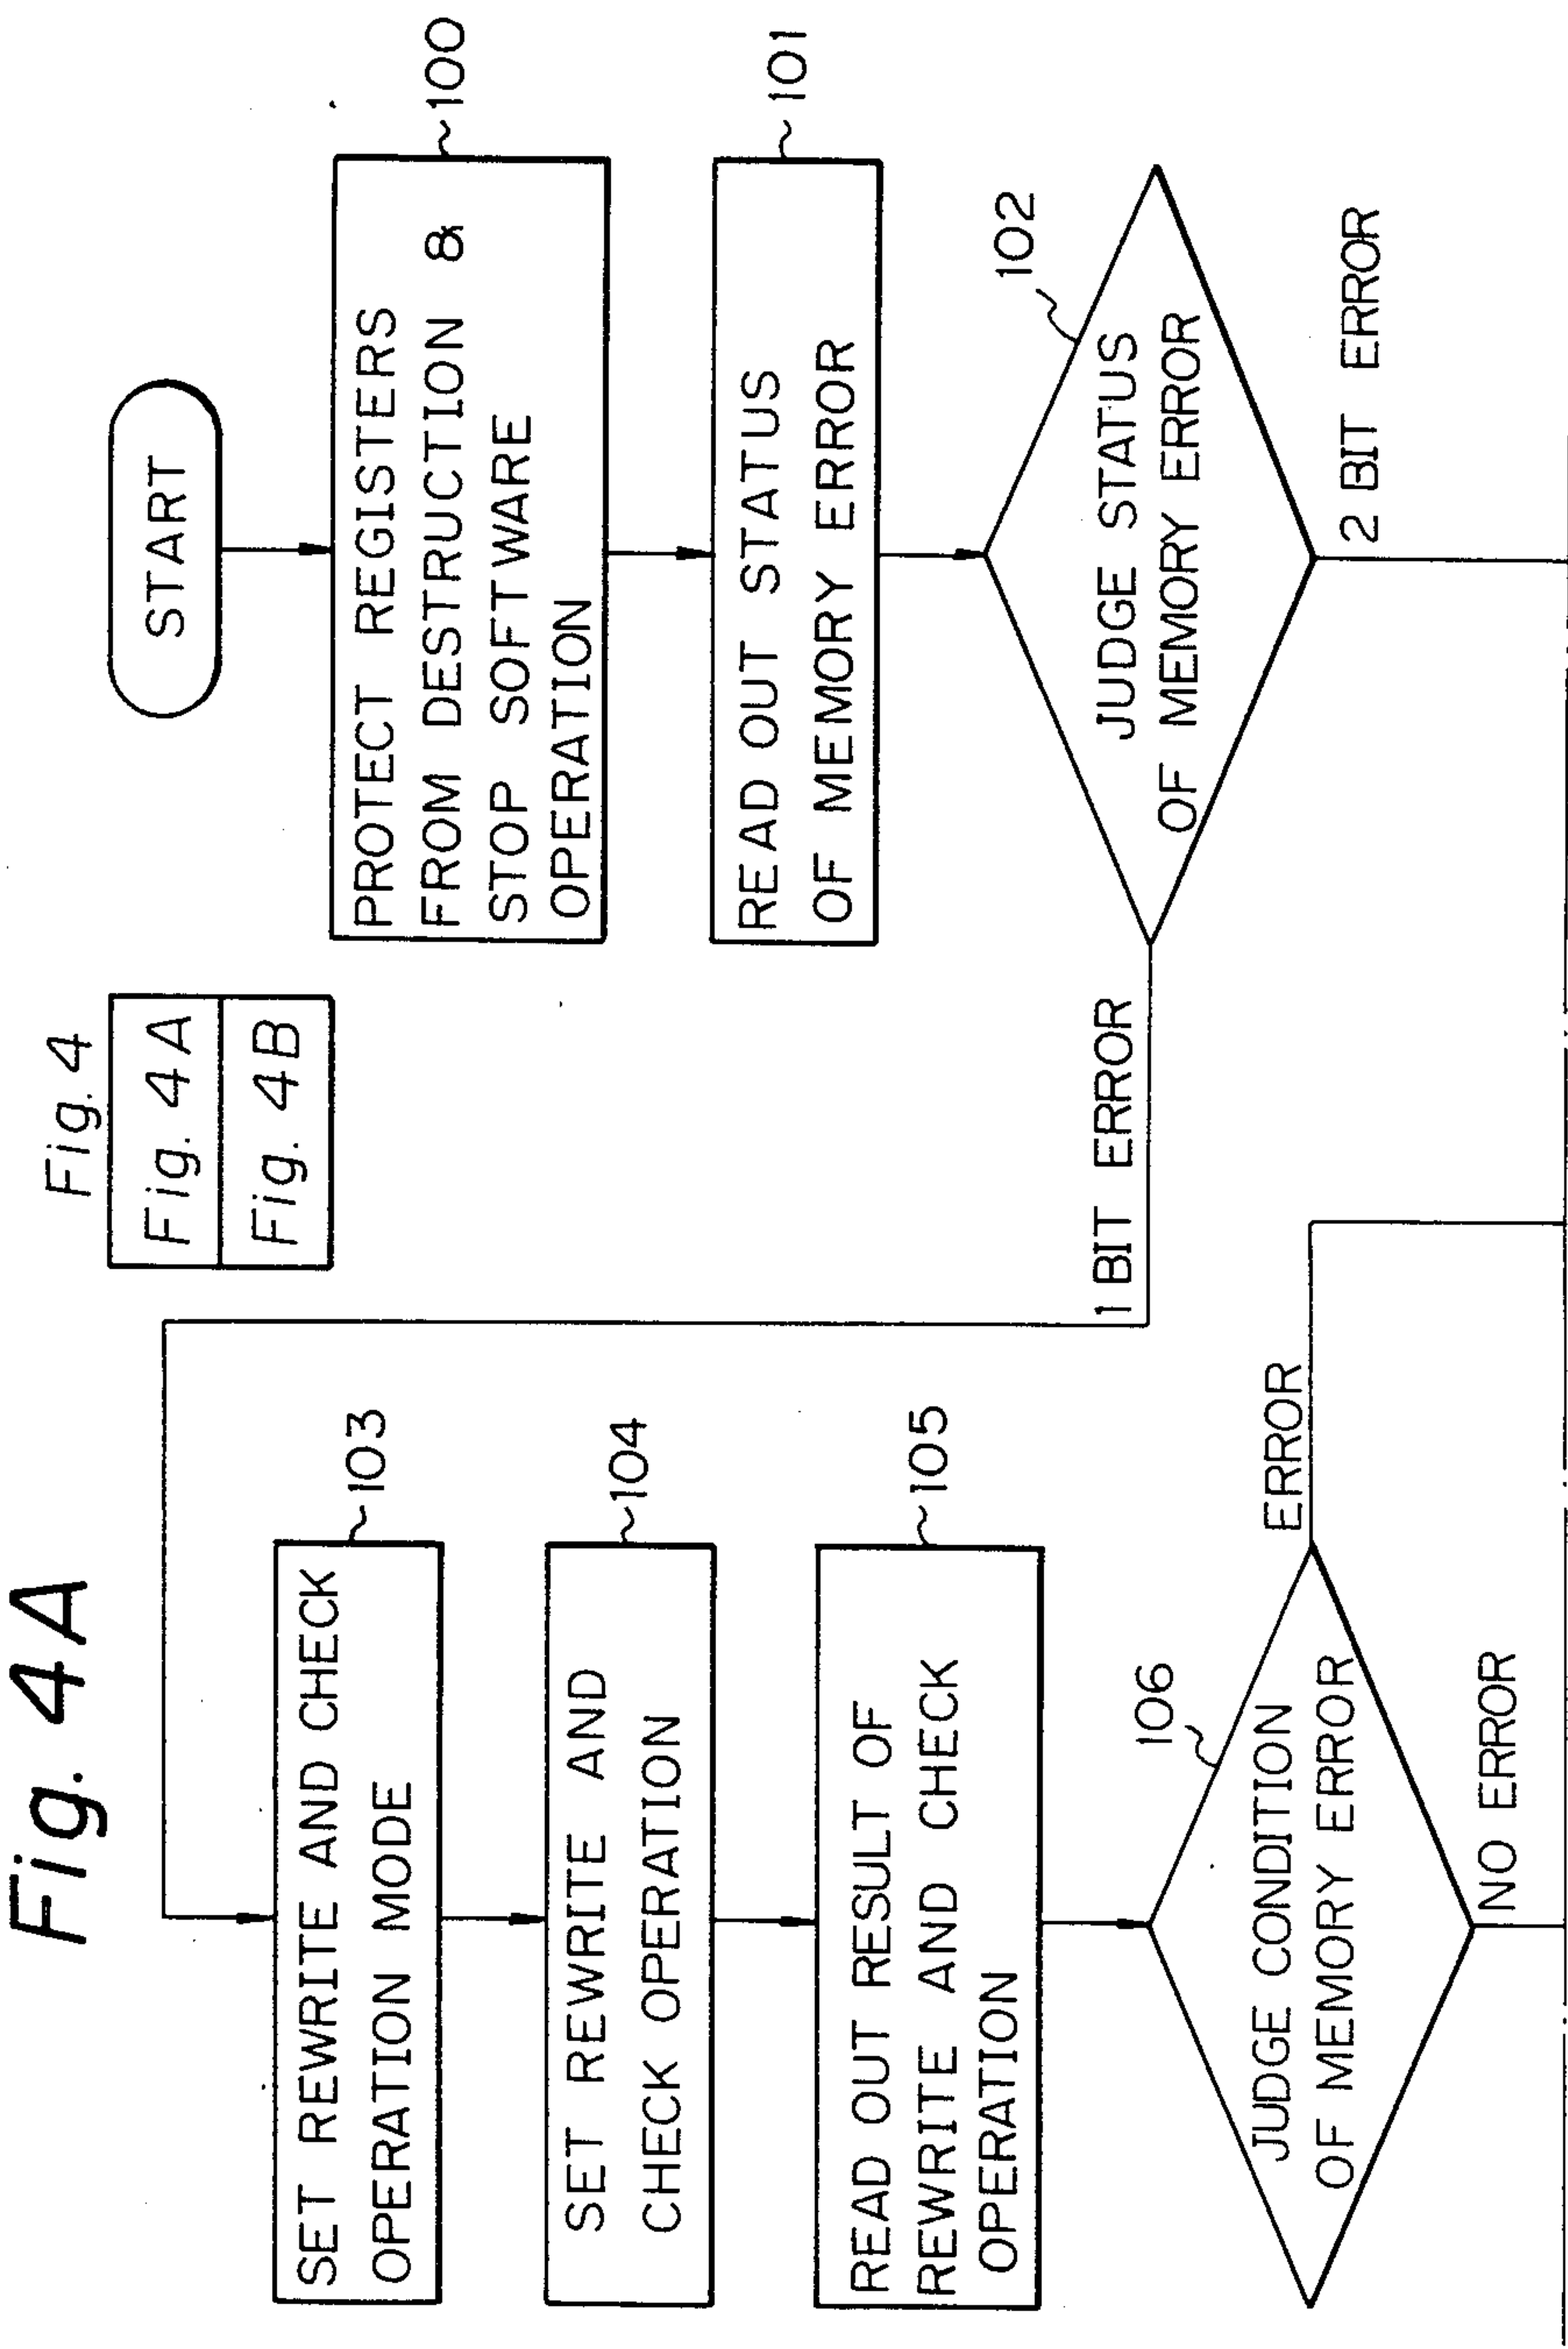 Fig. 4A
Fig. 4
Fig. 4A
Fig. 4B
START
PROTECT REGISTERS
FROM DESTRUCTION &
STOP SOFTWARE
OPERATION
100
READ OUT STATUS
OF MEMORY ERROR
101
102
JUDGE STATUS
OF MEMORY ERROR
1 BIT ERROR
2 BIT ERROR
SET REWRITE AND CHECK
OPERATION MODE
103
SET REWRITE AND
CHECK OPERATION
104
READ OUT RESULT OF
REWRITE AND CHECK
OPERATION
105
106
JUDGE CONDITION
OF MEMORY ERROR
ERROR
NO ERROR